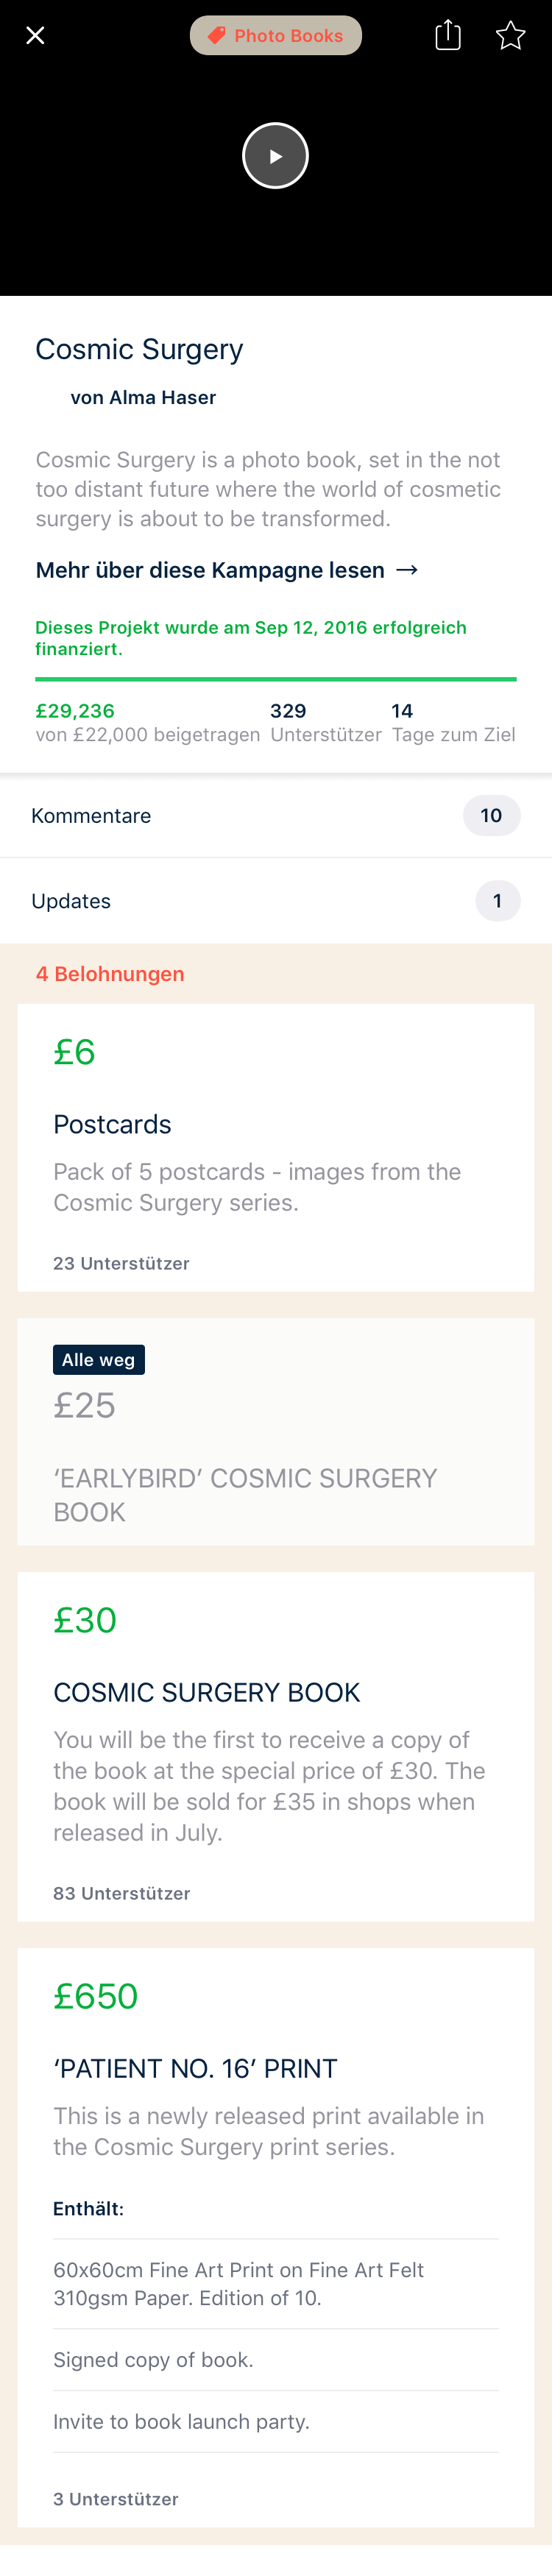 Photo Books
Cosmic Surgery
von Alma Haser
Cosmic Surgery is a photo book, set in the not
too distant future where the world of cosmetic
surgery is about to be transformed.
Mehr über diese Kampagne lesen →
Dieses Projekt wurde am Sep 12, 2016 erfolgreich
finanziert.
£29,236 329 14
von £22,000 beigetragen Unterstützer Tage zum Ziel
Kommentare 10
Updates 1
4 Belohnungen
£6
Postcards
Pack of 5 postcards - images from the
Cosmic Surgery series.
23 Unterstützer
Alle weg
£25
‘EARLYBIRD’ COSMIC SURGERY
BOOK
£30
COSMIC SURGERY BOOK
You will be the first to receive a copy of
the book at the special price of £30. The
book will be sold for £35 in shops when
released in July.
83 Unterstützer
£650
‘PATIENT NO. 16’ PRINT
This is a newly released print available in
the Cosmic Surgery print series.
Enthält:
60x60cm Fine Art Print on Fine Art Felt
310gsm Paper. Edition of 10.
Signed copy of book.
Invite to book launch party.
3 Unterstützer